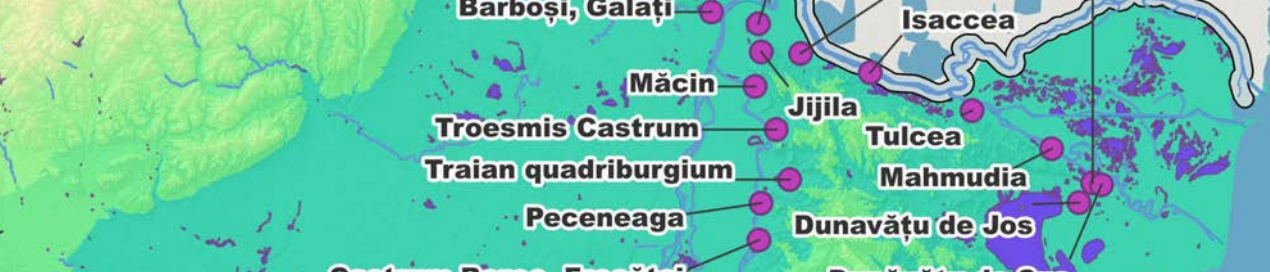 Barboși, Galați
Isaccea
Măcin
Jijila
Troesmis Castrum
Tulcea
Traian quadriburgium
Mahmudia
Peceneaga
Dunavățu de Jos